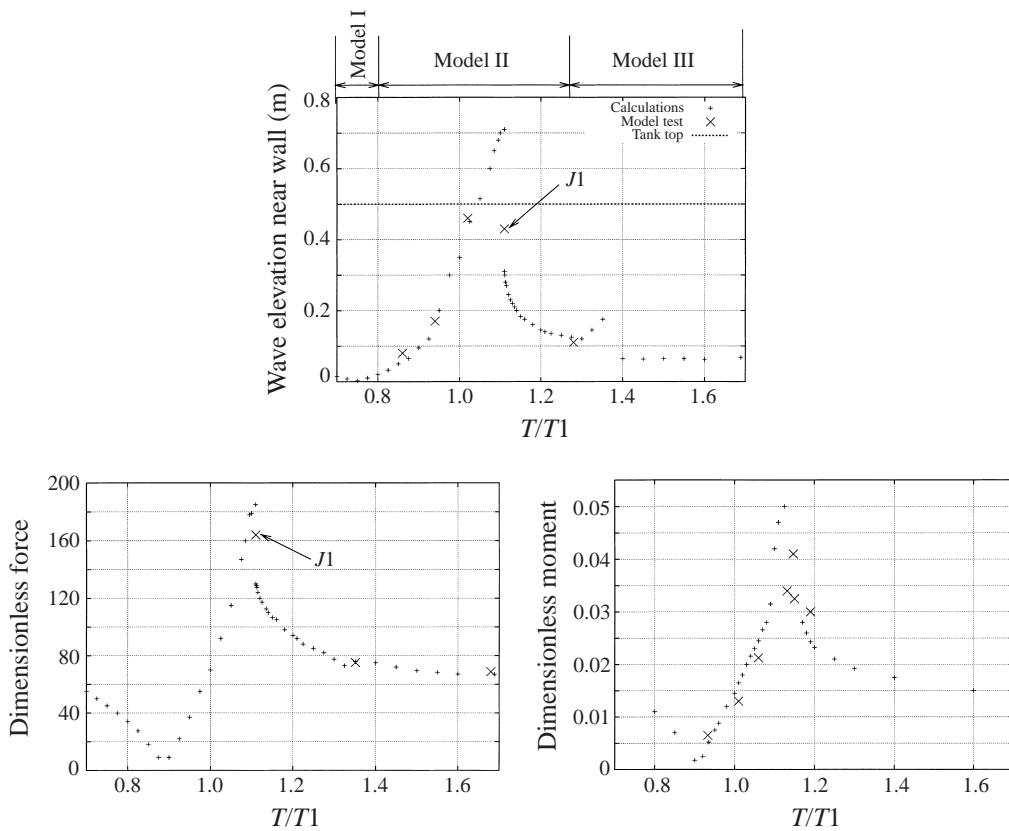 Model I
Model II
Model III
Wave elevation near wall (m)
0.8
0.6
0.4
0.2
0
Calculations
Model test
Tank top
J1
0.8 1.0 1.2 1.4 1.6
T/T1
Dimensionless force
200
160
120
80
40
0
J1
0.8 1.0 1.2 1.4 1.6
T/T1
Dimensionless moment
0.05
0.04
0.03
0.02
0.01
0
0.8 1.0 1.2 1.4 1.6
T/T1